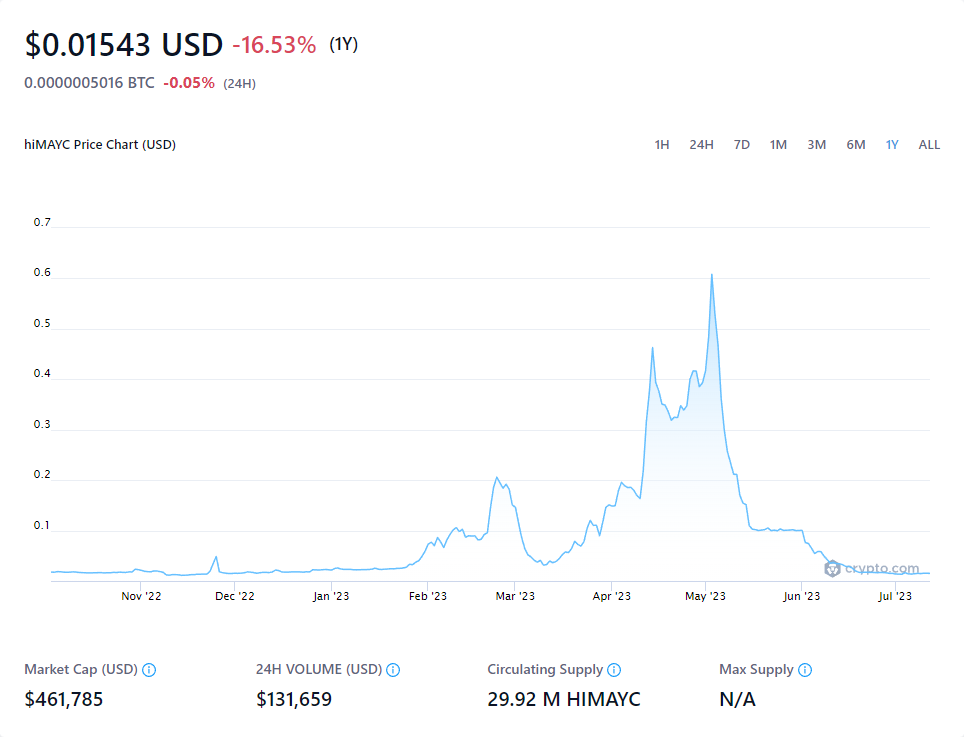 $0.01543 USD -16.53% (1Y)
0.0000005016 BTC -0.05% (24H)
hiMAYC Price Chart (USD) 1H 24H 7D 1M 3M 6M 1Y ALL
0.7
0.6
0.5
0.4
0.3
0.2
0.1
crypto.com
Nov '22 Dec '22 Jan '23 Feb '23 Mar '23 Apr '23 May '23 Jun '23 Jul '23
Market Cap (USD) 24H VOLUME (USD) Circulating Supply Max Supply
$461,785 $131,659 29.92 M HIMAYC N/A